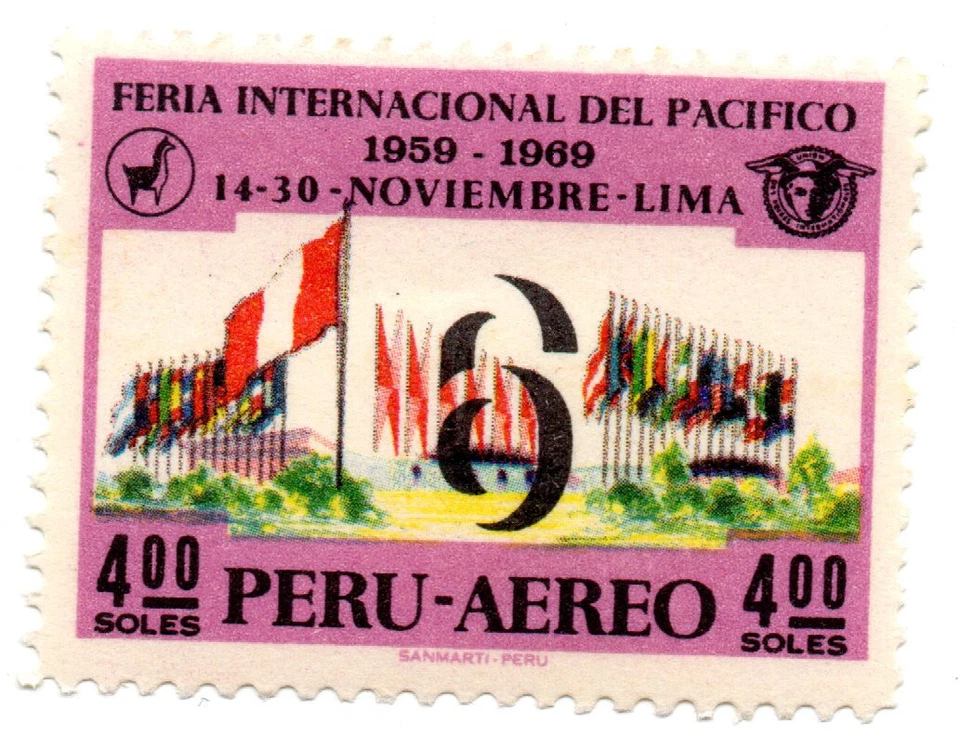 FERIA INTERNACIONAL DEL PACIFICO
1959 - 1969
14-30-NOVIEMBRE-LIMA
UNION
6
4.00
SOLES
PERU-AEREO
4.00
SOLES
SANMARTI-PERU